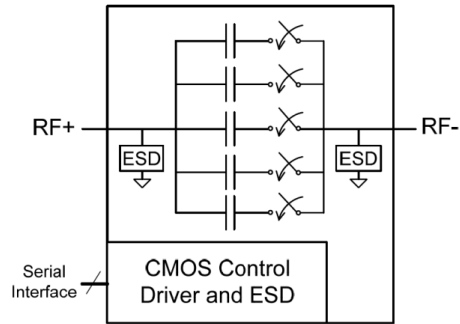 RF+
RF-
ESD
ESD
Serial
Interface
CMOS Control
Driver and ESD